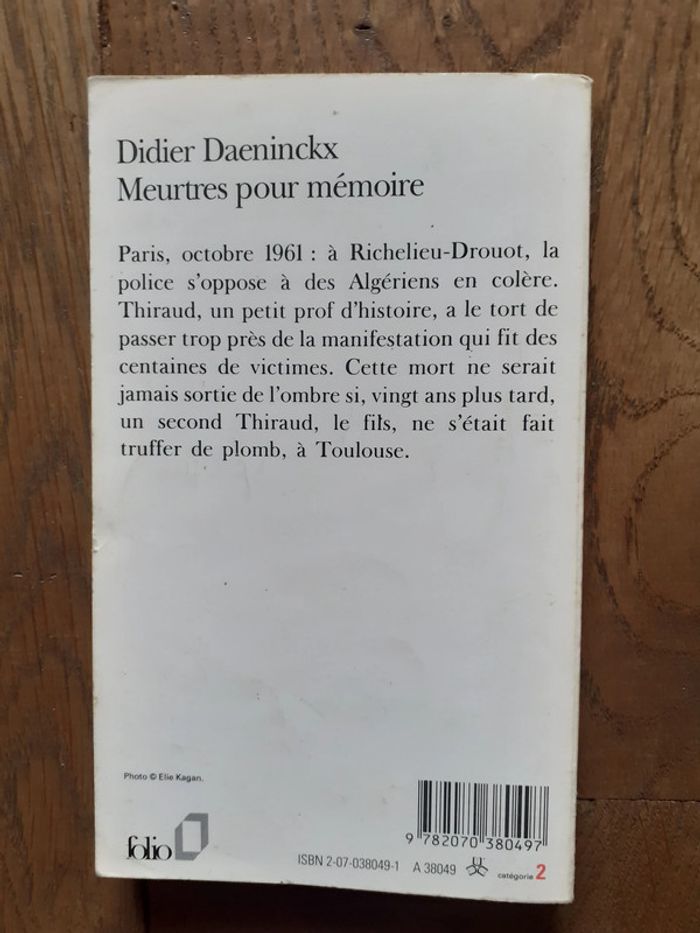 Didier Daeninckx
Meurtres pour mémoire
Paris, octobre 1961 : à Richelieu-Drouot, la
police s'oppose à des Algériens en colère.
Thiraud, un petit prof d'histoire, a le tort de
passer trop près de la manifestation qui fit des
centaines de victimes. Cette mort ne serait
jamais sortie de l'ombre si, vingt ans plus tard,
un second Thiraud, le fils, ne s'était fait
truffer de plomb, à Toulouse.
Photo © Elie Kagan.
folio
9 782070 380497
ISBN 2-07-038049-1 A 38049 catégorie 2